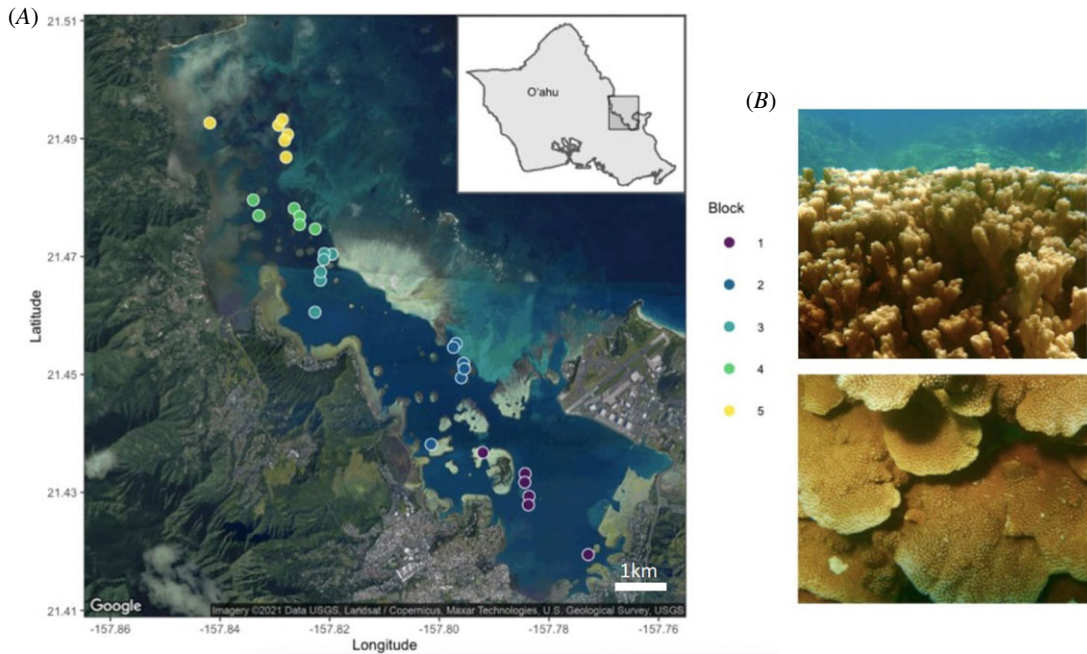 (A)
(B)
21.51
21.49
21.47
21.45
21.43
21.41
Latitude
O'ahu
Block
1
2
3
4
5
1km
Google
Imagery ©2021 Data USGS, Landsat / Copernicus, Maxar Technologies, U.S. Geological Survey, USGS
-157.86
-157.84
-157.82
-157.80
-157.78
-157.76
Longitude